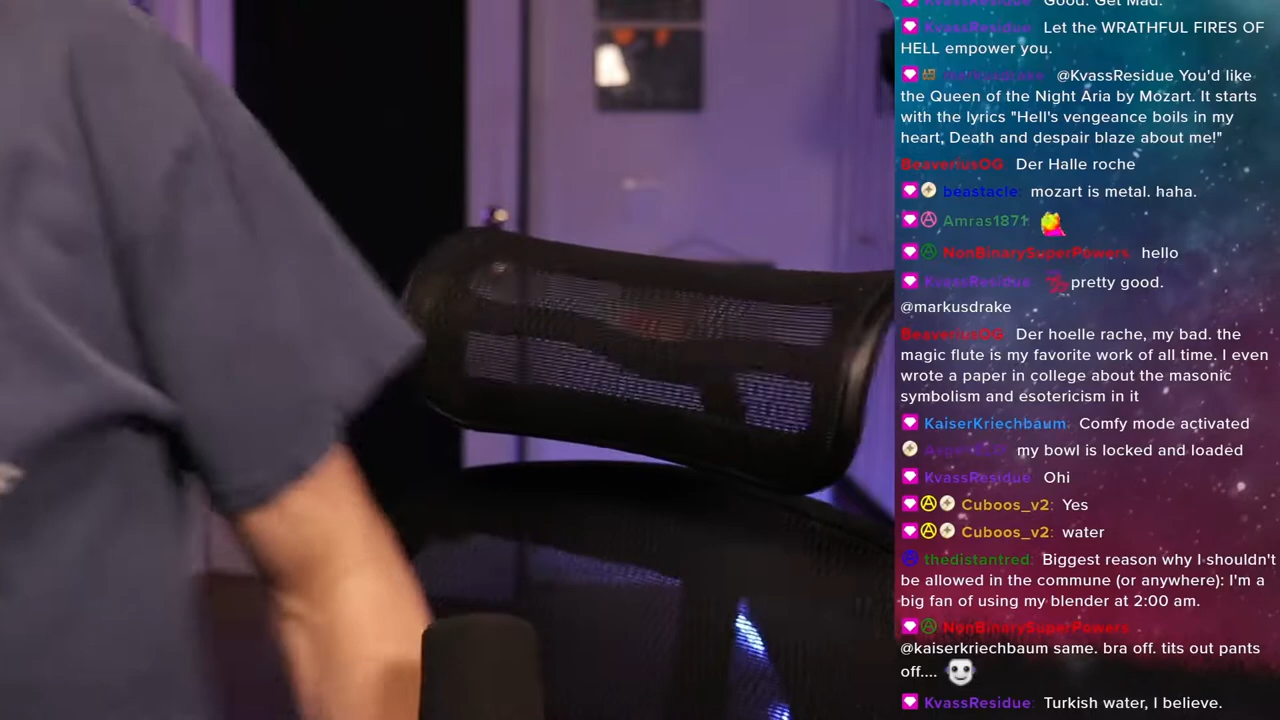 KvassResidue: Good. Get Mad.
KvassResidue: Let the WRATHFUL FIRES OF
HELL empower you.
markusdrake: @KvassResidue You'd like
the Queen of the Night Aria by Mozart. It starts
with the lyrics "Hell's vengeance boils in my
heart, Death and despair blaze about me!"
BeaveriusOG: Der Halle roche
beastacle: mozart is metal. haha.
Amras1871:
NonBinarySuperPowers: hello
KvassResidue: pretty good.
@markusdrake
BeaveriusOG: Der hoelle rache, my bad. the
magic flute is my favorite work of all time. I even
wrote a paper in college about the masonic
symbolism and esotericism in it
KaiserKriechbaum: Comfy mode activated
my bowl is locked and loaded
KvassResidue: Ohi
Cuboos_v2: Yes
Cuboos_v2: water
thedistantred: Biggest reason why I shouldn't
be allowed in the commune (or anywhere): I'm a
big fan of using my blender at 2:00 am.
NonBinarySuperPowers:
@kaiserkriechbaum same. bra off. tits out pants
off....
KvassResidue: Turkish water, I believe.